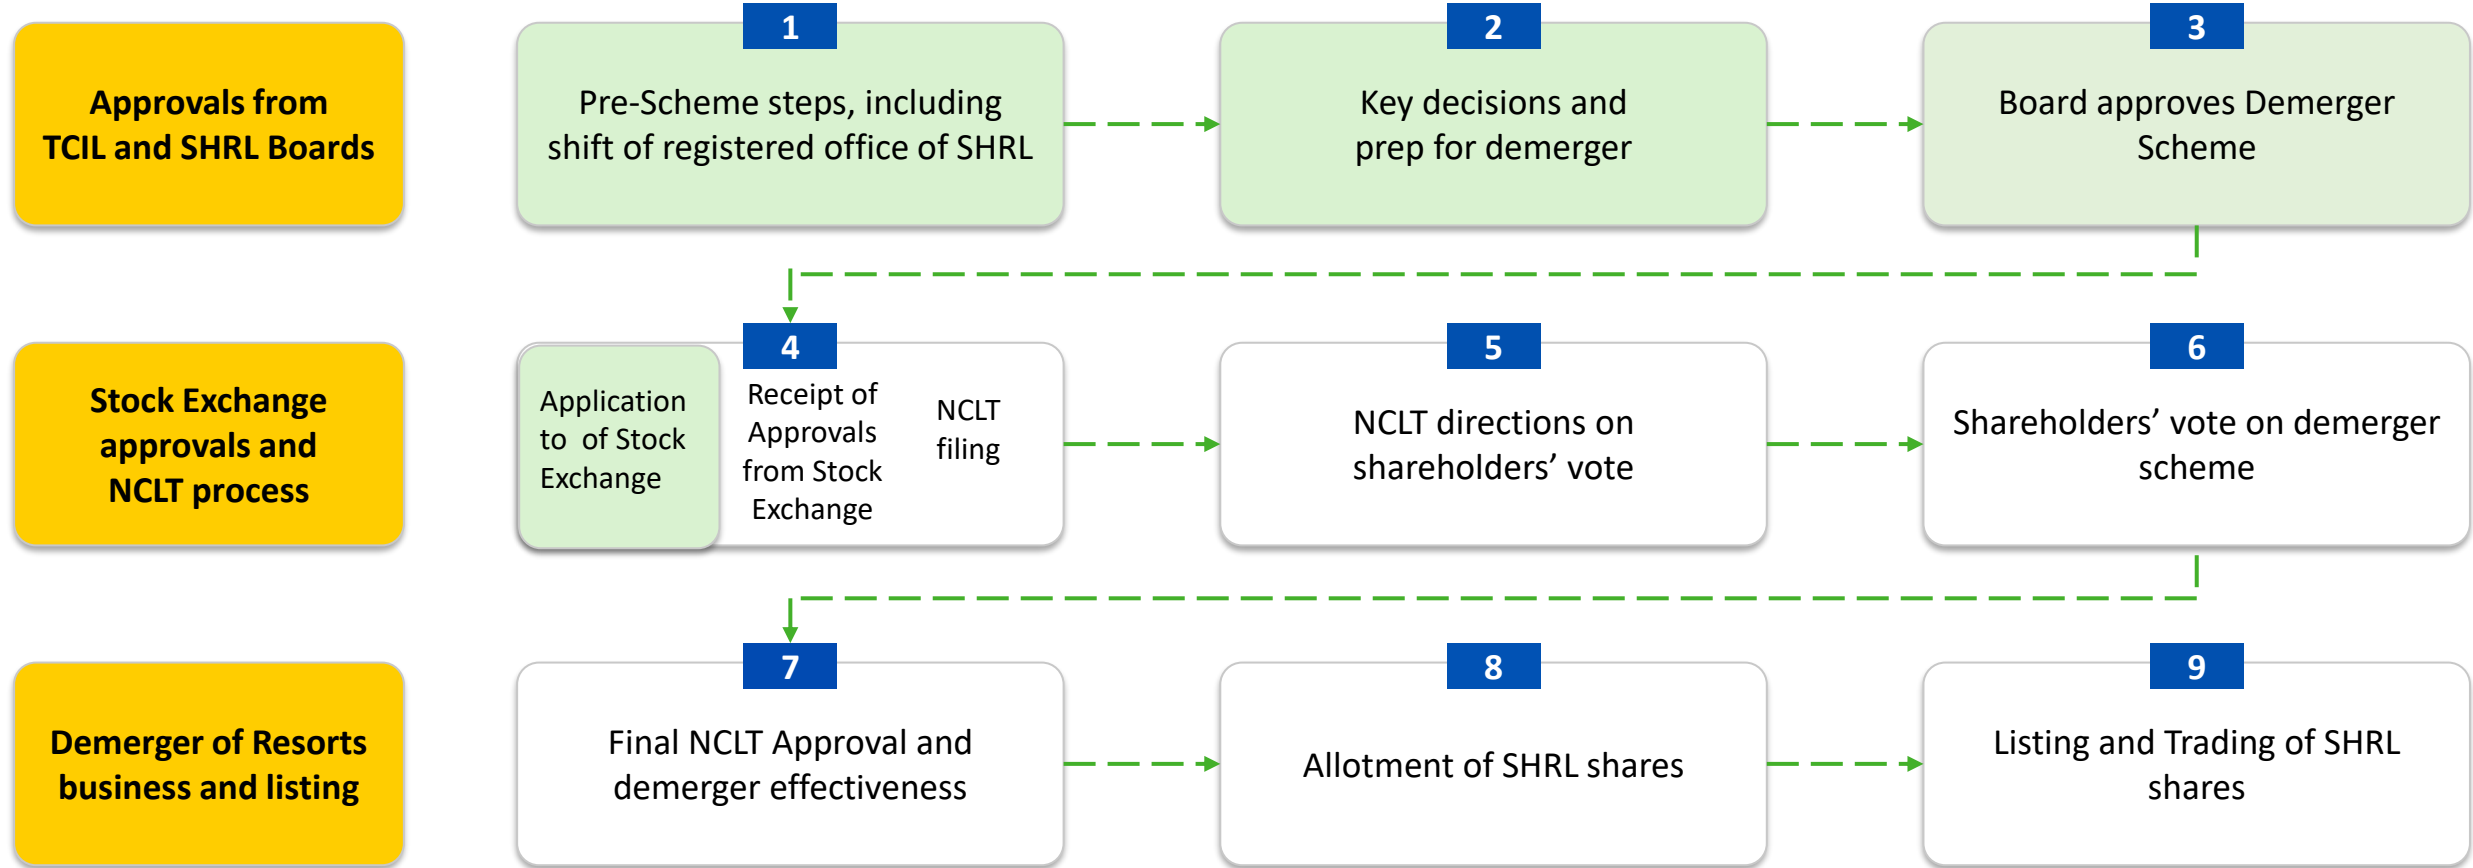 Approvals from
TCIL and SHRL Boards
1
Pre-Scheme steps, including
shift of registered office of SHRL
2
Key decisions and
prep for demerger
3
Board approves Demerger
Scheme
Stock Exchange
approvals and
NCLT process
4
Application
to  of Stock
Exchange
Receipt of
Approvals
from Stock
Exchange
NCLT
filing
5
NCLT directions on
shareholders’ vote
6
Shareholders’ vote on demerger
scheme
Demerger of Resorts
business and listing
7
Final NCLT Approval and
demerger effectiveness
8
Allotment of SHRL shares
9
Listing and Trading of SHRL
shares